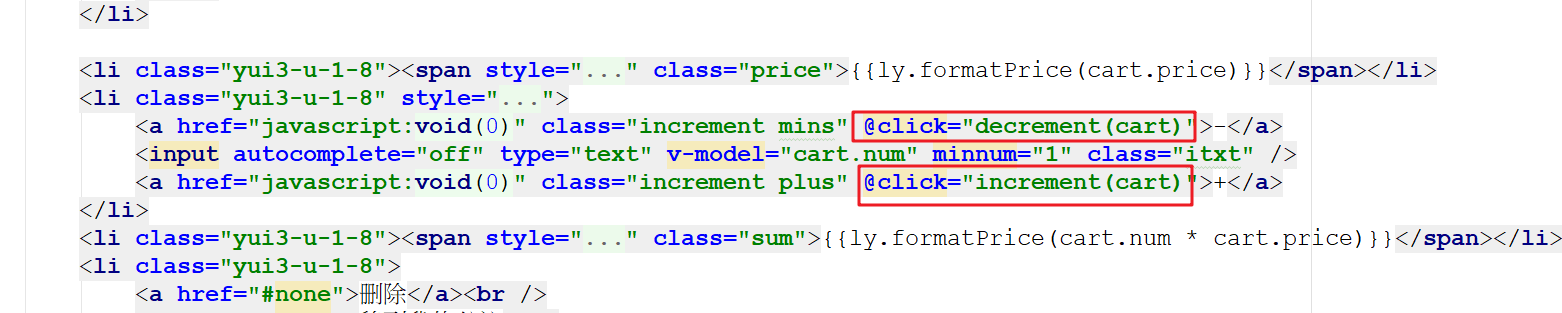 </li>
<li class="yui3-u-1-8"><span style="..." class="price">{{ly.formatPrice(cart.price)}}</span></li>
<li class="yui3-u-1-8" style="...">
<a href="javascript:void(0)" class="increment mins" @click="decrement(cart)">-</a>
<input autocomplete="off" type="text" v-model="cart.num" minnum="1" class="itxt" />
<a href="javascript:void(0)" class="increment plus" @click="increment(cart)">+</a>
</li>
<li class="yui3-u-1-8"><span style="..." class="sum">{{ly.formatPrice(cart.num * cart.price)}}</span></li>
<li class="yui3-u-1-8">
<a href="#none">删除</a><br />